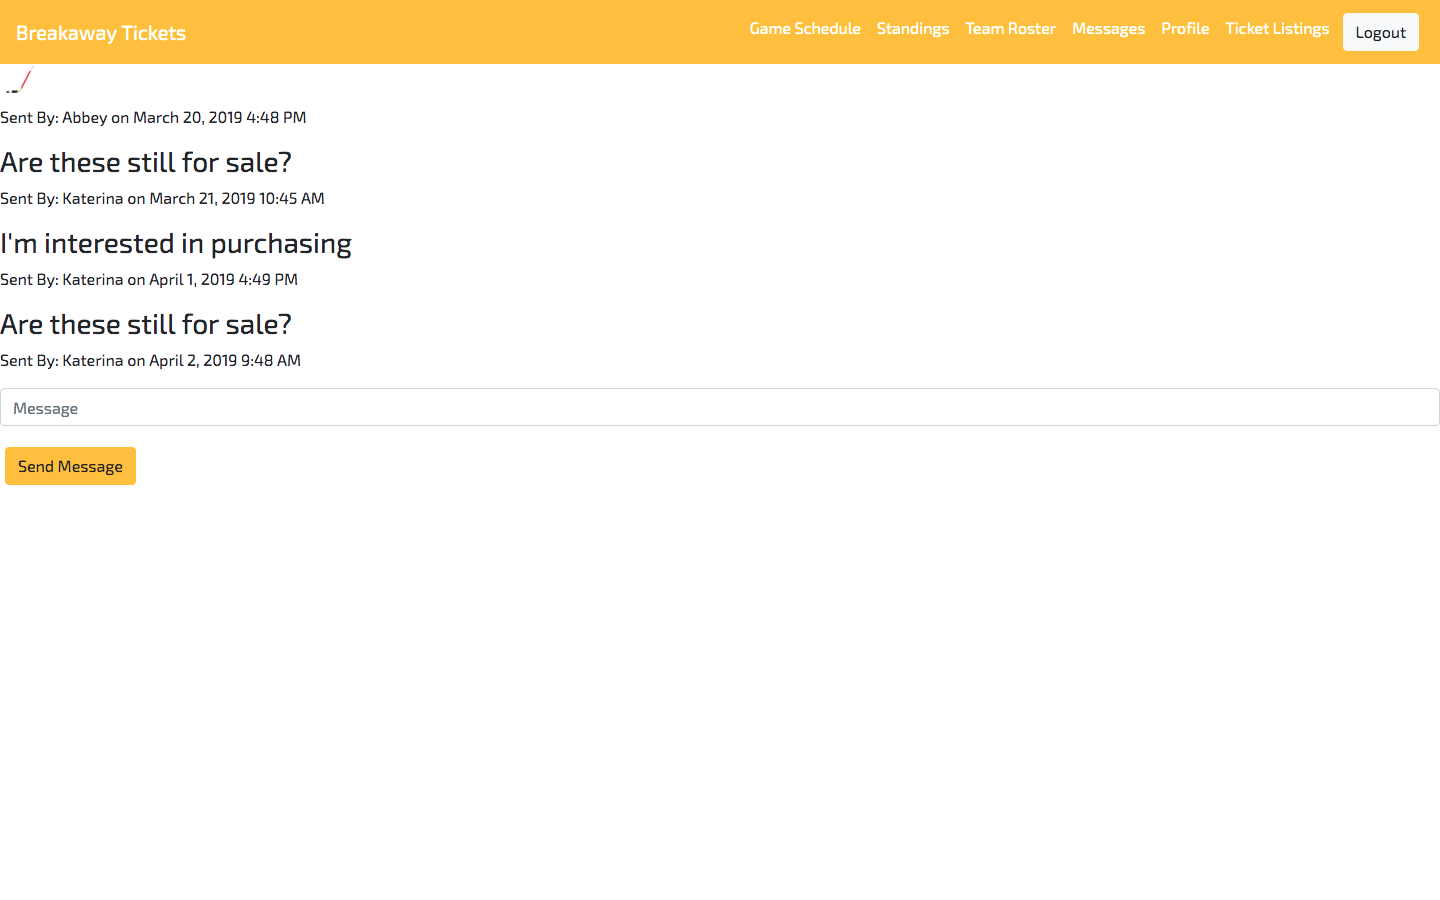 Breakaway Tickets
Game Schedule Standings Team Roster Messages Profile Ticket Listings Logout
Sent By: Abbey on March 20, 2019 4:48 PM
Are these still for sale?
Sent By: Katerina on March 21, 2019 10:45 AM
I'm interested in purchasing
Sent By: Katerina on April 1, 2019 4:49 PM
Are these still for sale?
Sent By: Katerina on April 2, 2019 9:48 AM
Message
Send Message